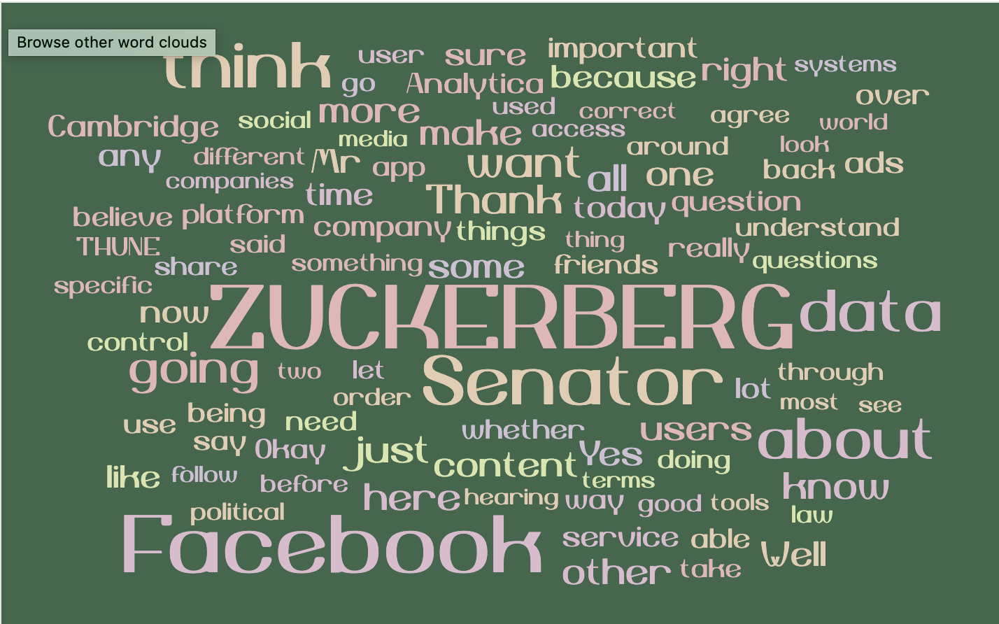 Browse other word clouds
think user sure important
go Analytica because right systems
over
Cambridge social more used correct agree world
media make access
any different Mr app want around look
companies all one back ads
time Thank today question
believe platform company things understand
THUNE said thing really
share something some friends questions
specific
ZUCKERBERG data
now
control
going two let Senator lot through
order most see
use being need whether users about
say Okay just content Yes doing
like follow before terms know
here hearing way good tools law
political
Facebook service able Well
other take